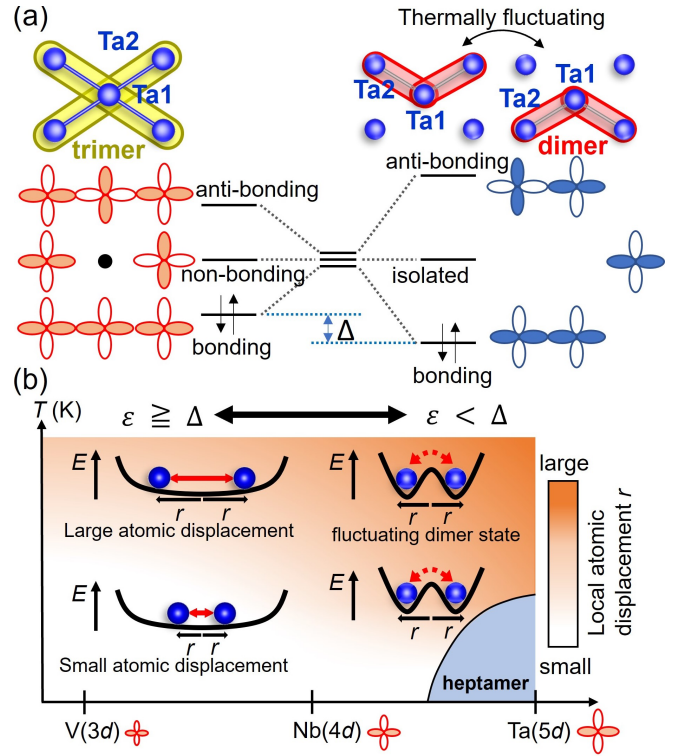 (a)
Thermally fluctuating
Ta2
Ta1
trimer
Ta2
Ta1
Ta2
Ta1
dimer
anti-bonding
anti-bonding
non-bonding
isolated
bonding
Δ
bonding
(b)
T (K)
ε ≧ Δ
ε < Δ
E
r r
Large atomic displacement
E
r r
fluctuating dimer state
E
r r
Small atomic displacement
E
r r
heptamer
large
Local atomic
displacement r
small
V(3d)
Nb(4d)
Ta(5d)